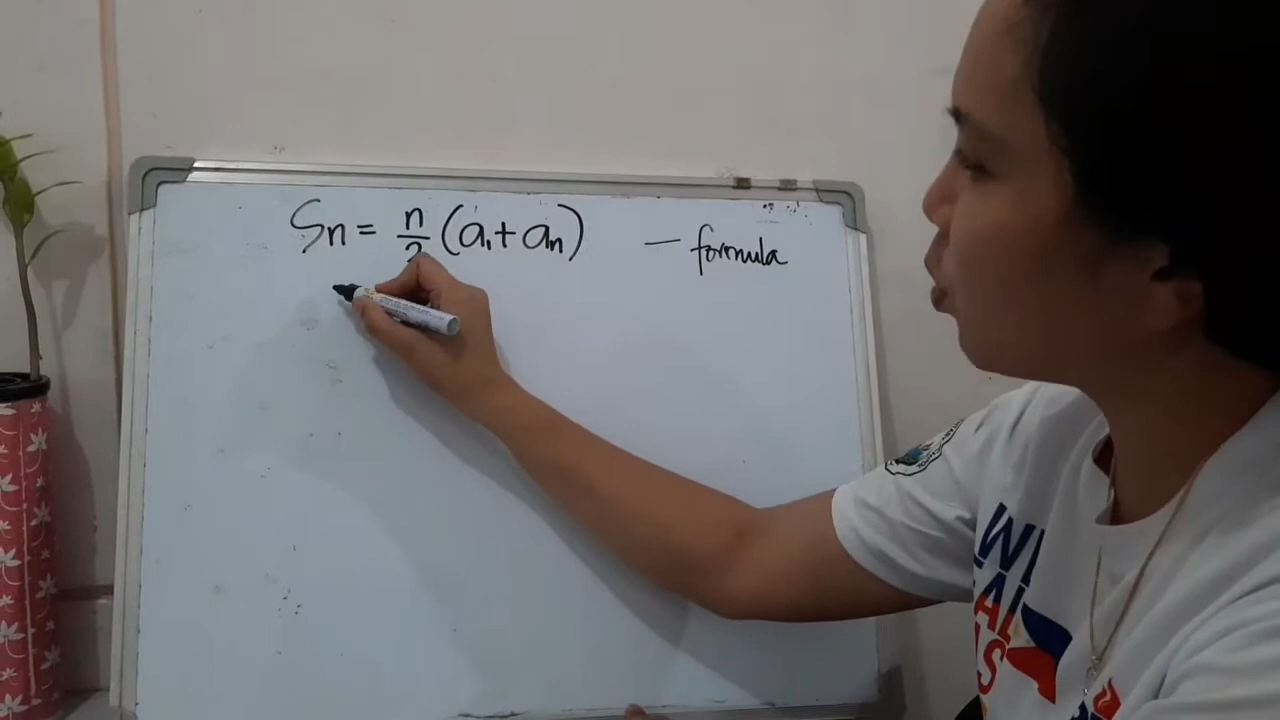 Sn = n/2 (a1 + an) — formula